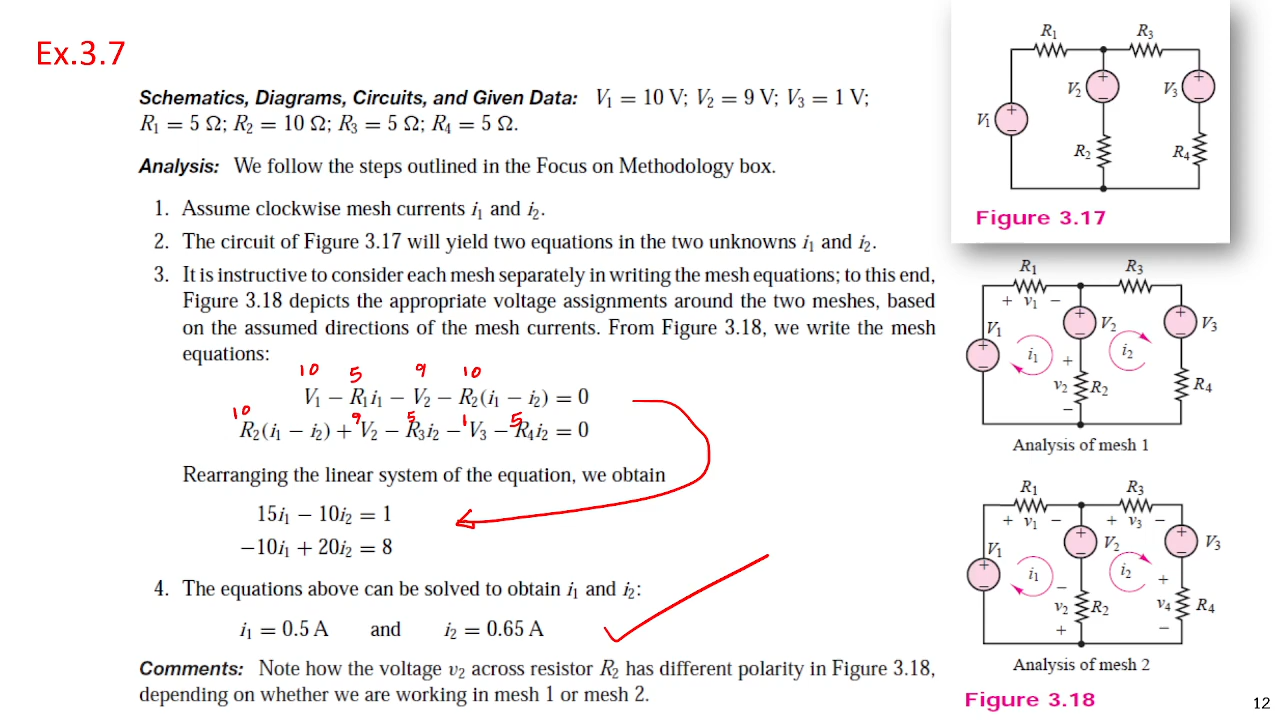 Ex.3.7
Schematics, Diagrams, Circuits, and Given Data: V₁ = 10 V; V₂ = 9 V; V₃ = 1 V;
R₁ = 5 Ω; R₂ = 10 Ω; R₃ = 5 Ω; R₄ = 5 Ω.
Analysis: We follow the steps outlined in the Focus on Methodology box.
1. Assume clockwise mesh currents i₁ and i₂.
2. The circuit of Figure 3.17 will yield two equations in the two unknowns i₁ and i₂.
3. It is instructive to consider each mesh separately in writing the mesh equations; to this end,
Figure 3.18 depicts the appropriate voltage assignments around the two meshes, based
on the assumed directions of the mesh currents. From Figure 3.18, we write the mesh
equations:
10 5 9 10
V₁ − R₁i₁ − V₂ − R₂(i₁ − i₂) = 0
10 9 5 1 5
R₂(i₁ − i₂) + V₂ − R₃i₂ − V₃ − R₄i₂ = 0
Rearranging the linear system of the equation, we obtain
15i₁ − 10i₂ = 1
−10i₁ + 20i₂ = 8
4. The equations above can be solved to obtain i₁ and i₂:
i₁ = 0.5 A and i₂ = 0.65 A
Comments: Note how the voltage v₂ across resistor R₂ has different polarity in Figure 3.18,
depending on whether we are working in mesh 1 or mesh 2.
R₁ R₃
+ +
V₂ V₃
− −
+
V₁
−
R₂ R₄
Figure 3.17
R₁ R₃
+ v₁ −
+ +
V₁ V₂ V₃
− −
+
i₁ i₂
− +
v₂ R₂ R₄
−
Analysis of mesh 1
R₁ R₃
+ v₁ − + v₃ −
+ +
V₁ V₂ V₃
− −
+
i₁ i₂
− − +
v₂ R₂ v₄ R₄
+ −
Analysis of mesh 2
Figure 3.18
12